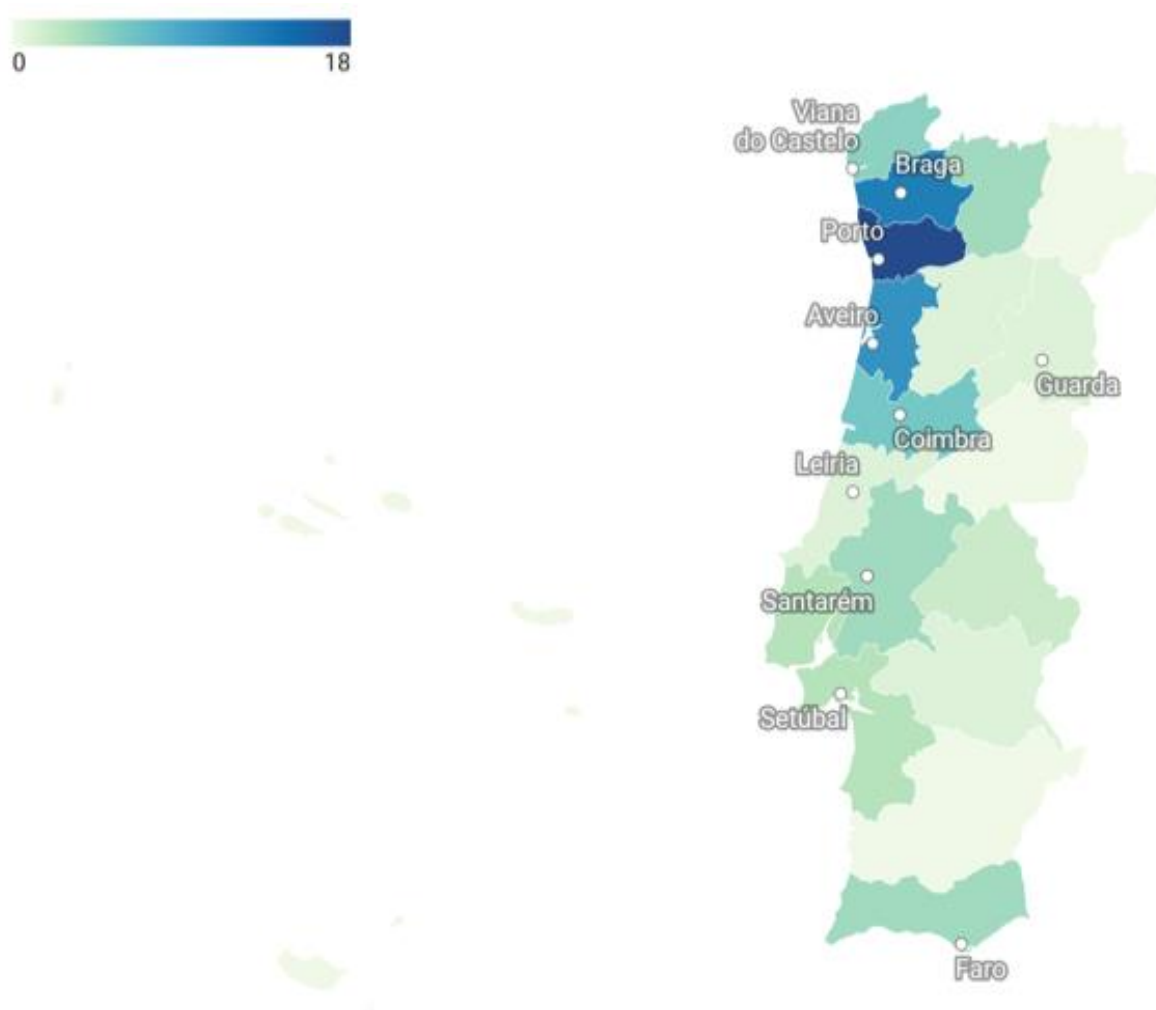 0 18
Viana
do Castelo
Braga
Porto
Aveiro
Guarda
Coimbra
Leiria
Santarém
Setúbal
Faro